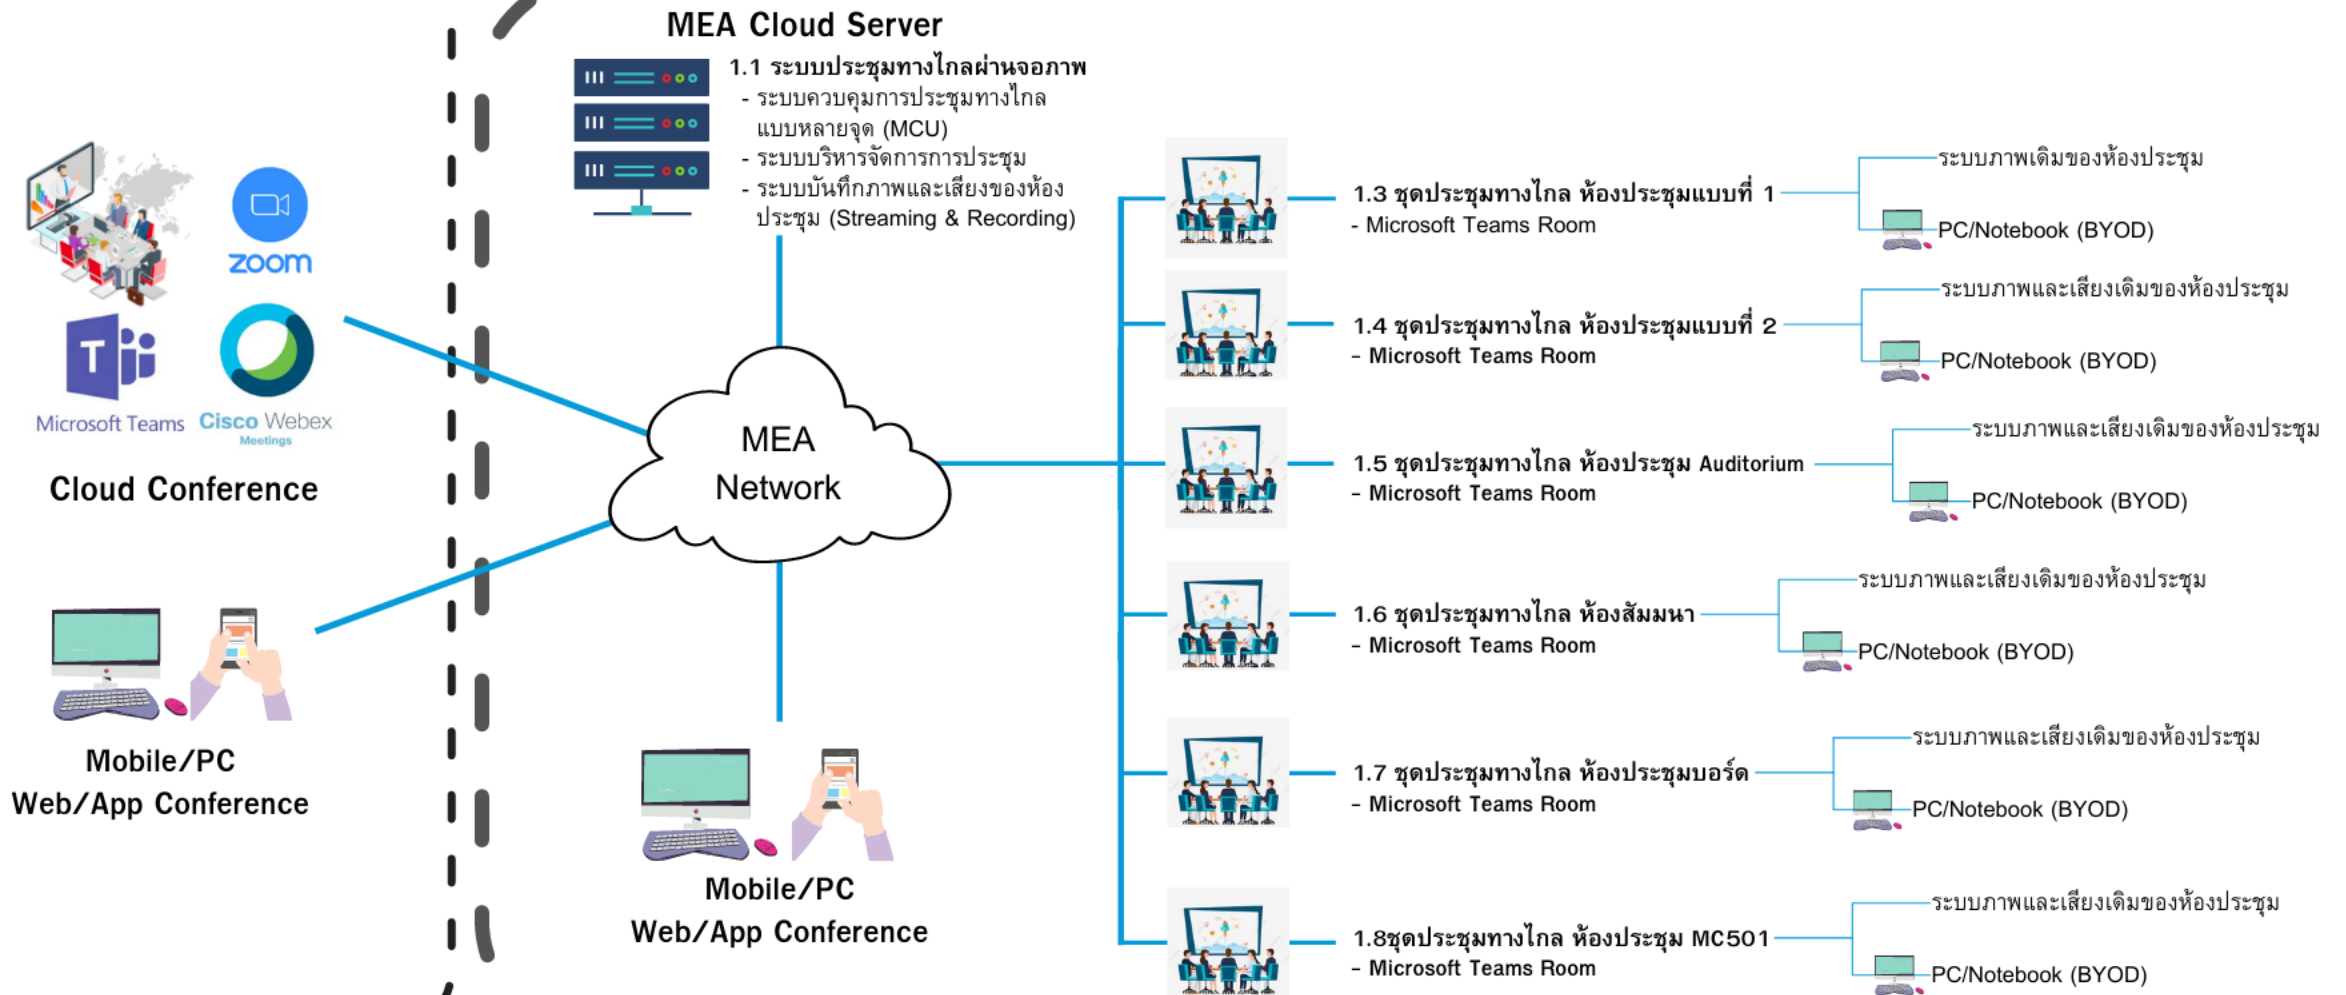 MEA Cloud Server
1.1 ระบบประชุมทางไกลผ่านจอภาพ
- ระบบควบคุมการประชุมทางไกล
แบบหลายจุด (MCU)
- ระบบบริหารจัดการการประชุม
- ระบบบันทึกภาพและเสียงของห้อง
ประชุม (Streaming & Recording)
zoom
T
Microsoft Teams
Cisco Webex
Meetings
Cloud Conference
Mobile/PC
Web/App Conference
MEA
Network
Mobile/PC
Web/App Conference
1.3 ชุดประชุมทางไกล ห้องประชุมแบบที่ 1
- Microsoft Teams Room
ระบบภาพเดิมของห้องประชุม
PC/Notebook (BYOD)
1.4 ชุดประชุมทางไกล ห้องประชุมแบบที่ 2
- Microsoft Teams Room
ระบบภาพและเสียงเดิมของห้องประชุม
PC/Notebook (BYOD)
1.5 ชุดประชุมทางไกล ห้องประชุม Auditorium
- Microsoft Teams Room
ระบบภาพและเสียงเดิมของห้องประชุม
PC/Notebook (BYOD)
1.6 ชุดประชุมทางไกล ห้องสัมมนา
- Microsoft Teams Room
ระบบภาพและเสียงเดิมของห้องประชุม
PC/Notebook (BYOD)
1.7 ชุดประชุมทางไกล ห้องประชุมบอร์ด
- Microsoft Teams Room
ระบบภาพและเสียงเดิมของห้องประชุม
PC/Notebook (BYOD)
1.8ชุดประชุมทางไกล ห้องประชุม MC501
- Microsoft Teams Room
ระบบภาพและเสียงเดิมของห้องประชุม
PC/Notebook (BYOD)